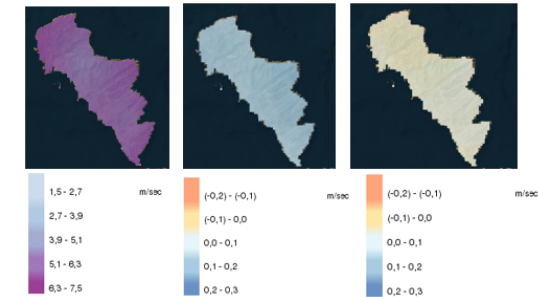 1,5 - 2,7 m/sec
2,7 - 3,9
3,9 - 5,1
5,1 - 6,3
6,3 - 7,5
(-0,2) - (-0,1) m/sec
(-0,1) - 0,0
0,0 - 0,1
0,1 - 0,2
0,2 - 0,3
(-0,2) - (-0,1) m/sec
(-0,1) - 0,0
0,0 - 0,1
0,1 - 0,2
0,2 - 0,3